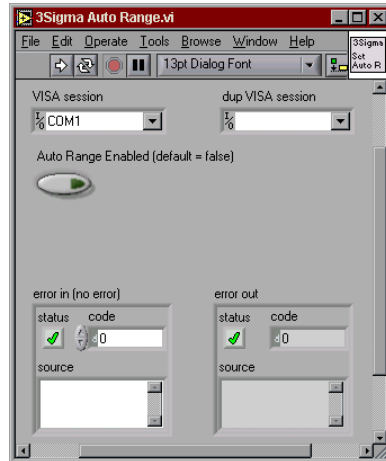 3Sigma Auto Range.vi
File Edit Operate Tools Browse Window Help
3Sigma
Set
Auto R
13pt Dialog Font
VISA session
dup VISA session
I/O COM1
I/O
Auto Range Enabled (default = false)
error in (no error)
error out
status code
status code
d 0
d 0
source
source